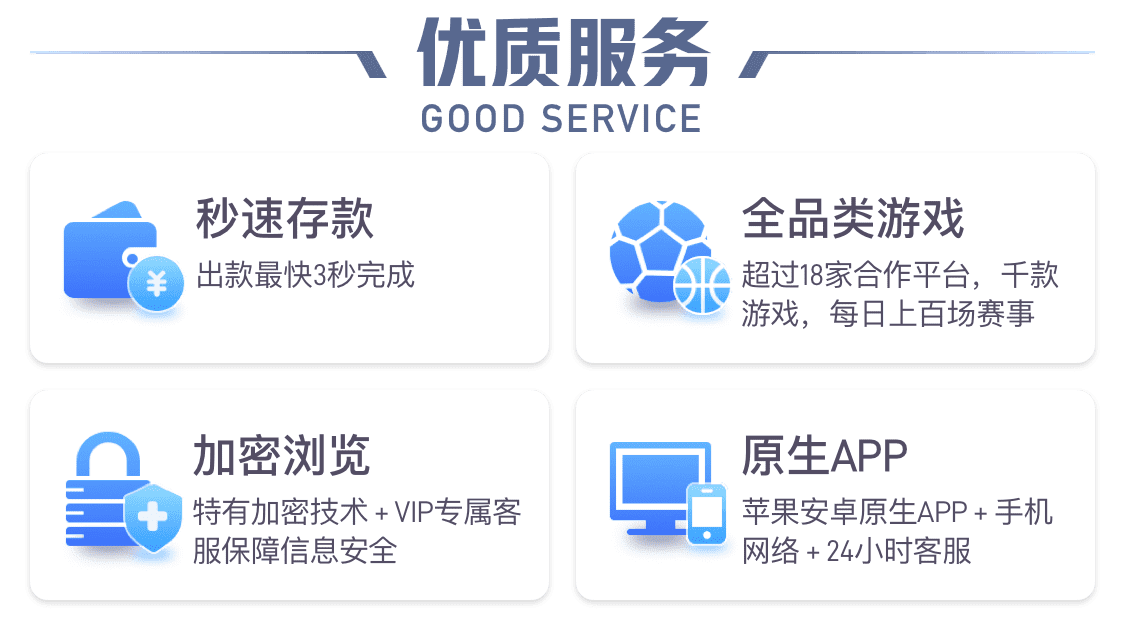 优质服务
GOOD SERVICE
秒速存款
出款最快3秒完成
¥
全品类游戏
超过18家合作平台，千款
游戏，每日上百场赛事
加密浏览
特有加密技术 + VIP专属客
服保障信息安全
原生APP
苹果安卓原生APP + 手机
网络 + 24小时客服